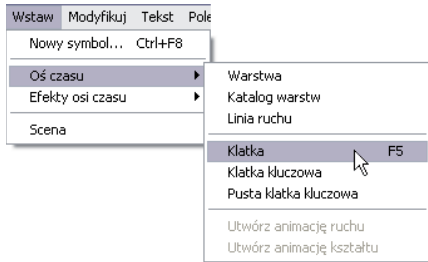 Wstaw Modyfikuj Tekst
Nowy symbol... Ctrl+F8
Oś czasu
Efekty osi czasu
Scena
Warstwa
Katalog warstw
Linia ruchu
Klatka F5
Klatka kluczowa
Pusta klatka kluczowa
Utwórz animację ruchu
Utwórz animację kształtu